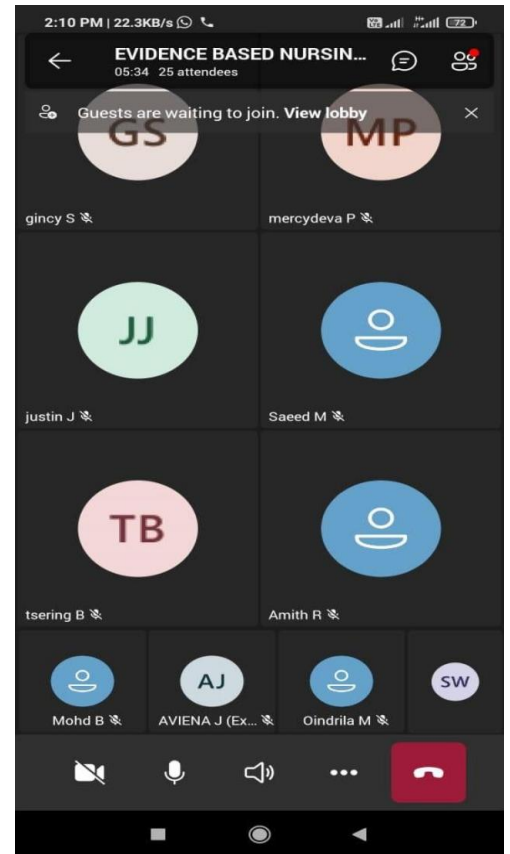 2:10 PM | 22.3KB/s
72
EVIDENCE BASED NURSIN...
05:34 25 attendees
Guests are waiting to join. View lobby
GS MP
gincy S mercydeva P
JJ
justin J Saeed M
TB
tsering B Amith R
AJ SW
Mohd B AVIENA J (Ex... Oindrila M